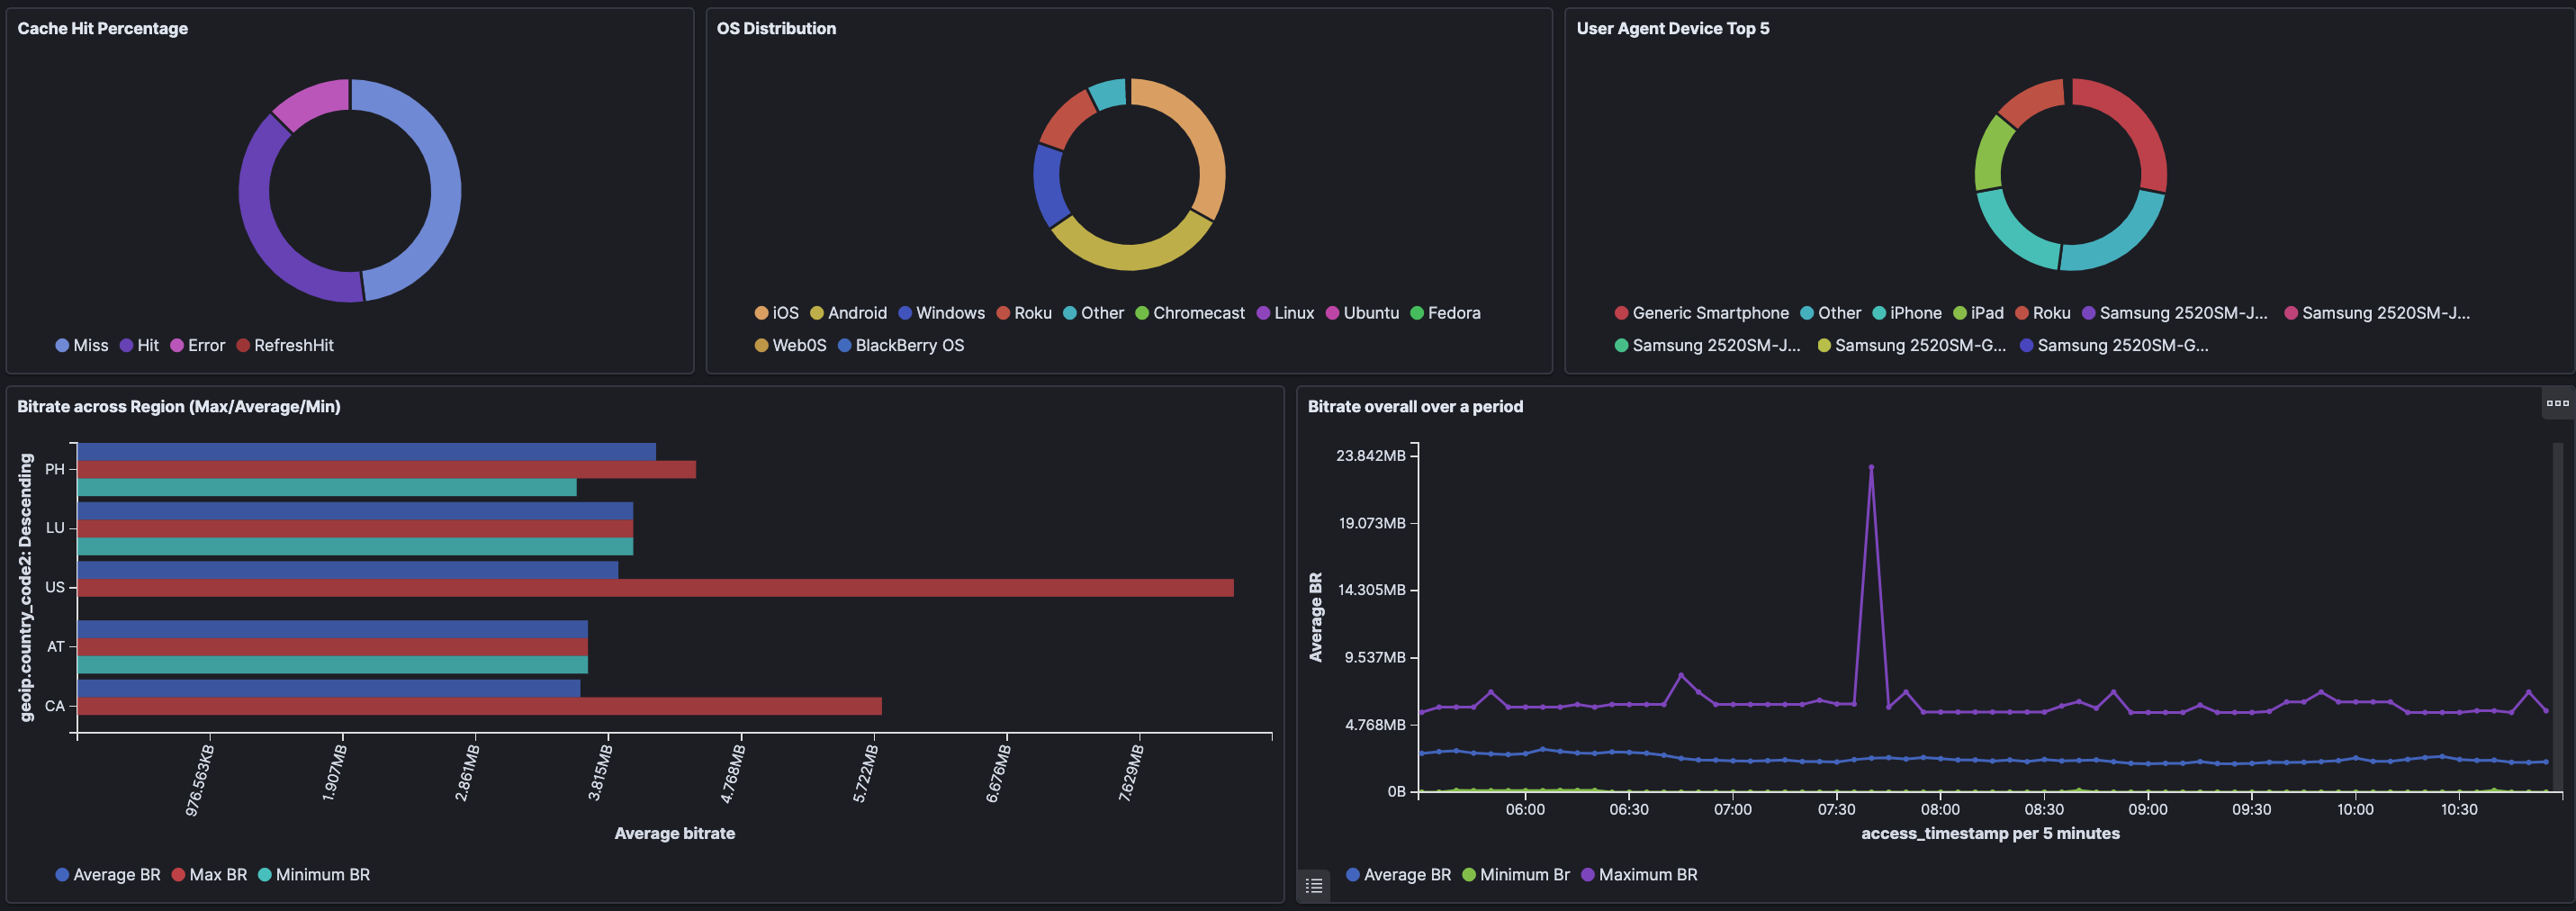 Cache Hit Percentage
Miss Hit Error RefreshHit
OS Distribution
iOS Android Windows Roku Other Chromecast Linux Ubuntu Fedora
WebOS BlackBerry OS
User Agent Device Top 5
Generic Smartphone Other iPhone iPad Roku Samsung 2520SM-J... Samsung 2520SM-J...
Samsung 2520SM-J... Samsung 2520SM-G... Samsung 2520SM-G...
Bitrate across Region (Max/Average/Min)
geoip.country_code2: Descending
PH
LU
US
AT
CA
976.563KB 1.907MB 2.861MB 3.815MB 4.768MB 5.722MB 6.676MB 7.629MB
Average bitrate
Average BR Max BR Minimum BR
Bitrate overall over a period
Average BR
23.842MB
19.073MB
14.305MB
9.537MB
4.768MB
0B
06:00 06:30 07:00 07:30 08:00 08:30 09:00 09:30 10:00 10:30
access_timestamp per 5 minutes
Average BR Minimum Br Maximum BR